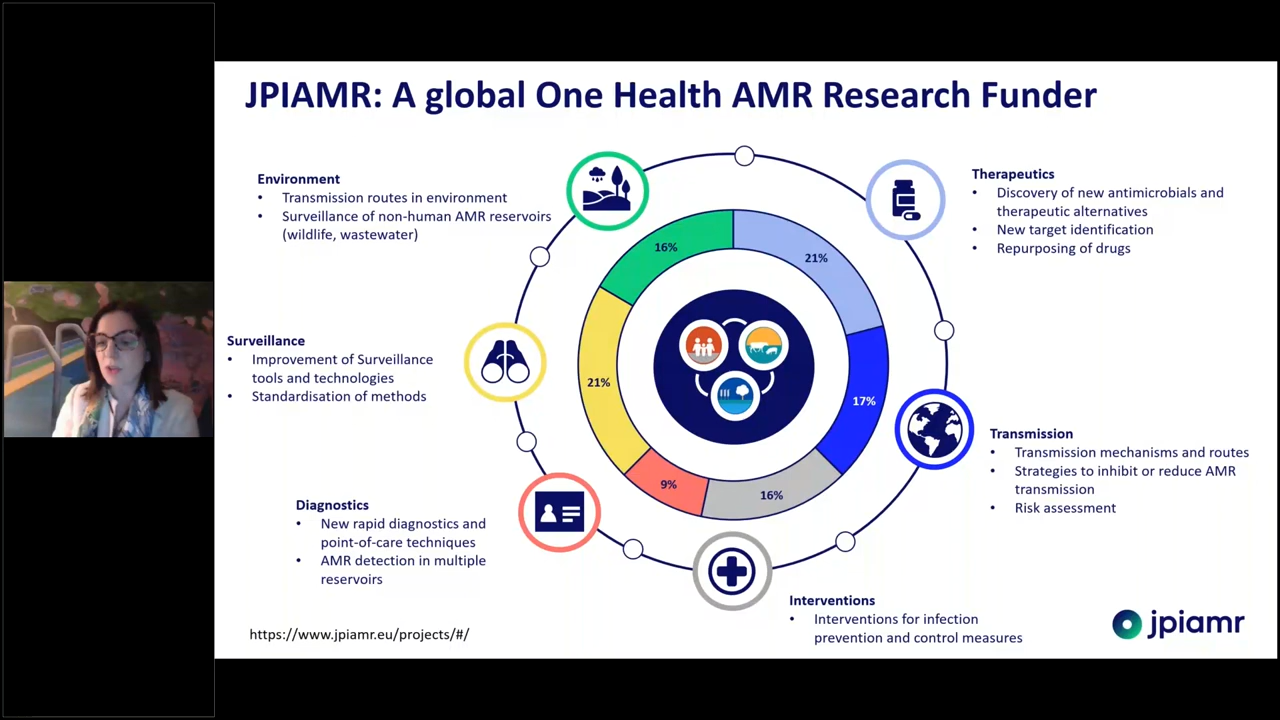 JPIAMR: A global One Health AMR Research Funder
Environment
• Transmission routes in environment
• Surveillance of non-human AMR reservoirs
(wildlife, wastewater)
Therapeutics
• Discovery of new antimicrobials and
therapeutic alternatives
• New target identification
• Repurposing of drugs
16%
21%
Surveillance
• Improvement of Surveillance
tools and technologies
• Standardisation of methods
21%
17%
Transmission
• Transmission mechanisms and routes
• Strategies to inhibit or reduce AMR
transmission
• Risk assessment
9%
16%
Diagnostics
• New rapid diagnostics and
point-of-care techniques
• AMR detection in multiple
reservoirs
Interventions
• Interventions for infection
prevention and control measures
https://www.jpiamr.eu/projects/#/
jpiamr